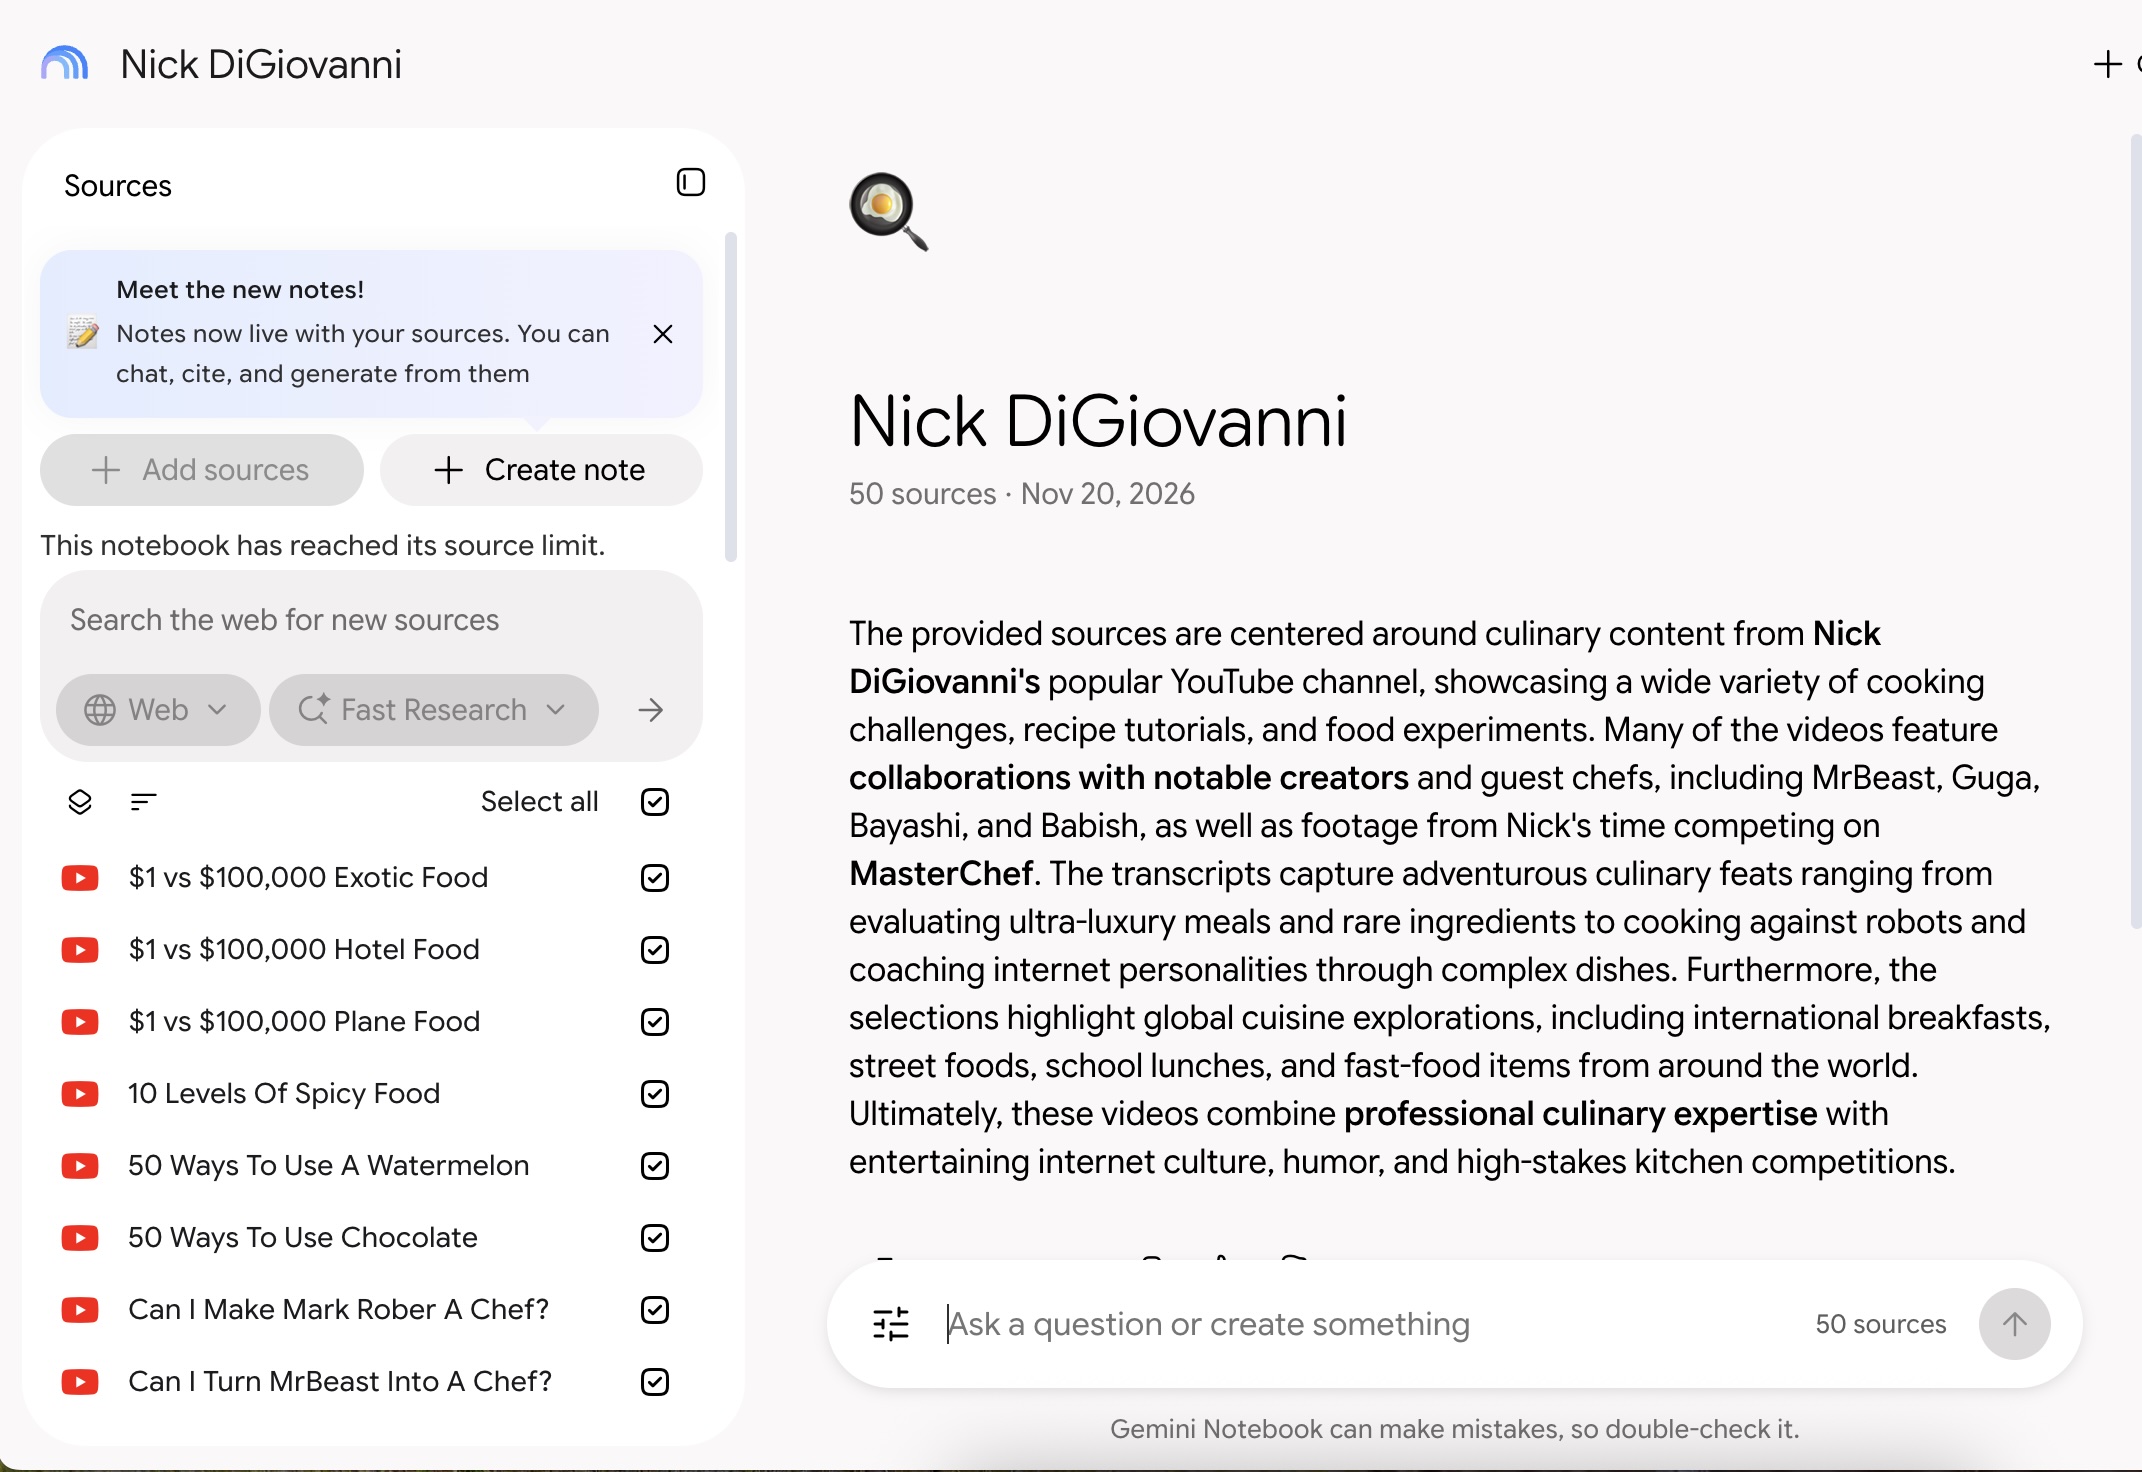 Nick DiGiovanni
Sources
Meet the new notes!
Notes now live with your sources. You can
chat, cite, and generate from them
Add sources
Create note
This notebook has reached its source limit.
Search the web for new sources
Web
Fast Research
Select all
$1 vs $100,000 Exotic Food
$1 vs $100,000 Hotel Food
$1 vs $100,000 Plane Food
10 Levels Of Spicy Food
50 Ways To Use A Watermelon
50 Ways To Use Chocolate
Can I Make Mark Rober A Chef?
Can I Turn MrBeast Into A Chef?
Nick DiGiovanni
50 sources · Nov 20, 2026
The provided sources are centered around culinary content from Nick
DiGiovanni's popular YouTube channel, showcasing a wide variety of cooking
challenges, recipe tutorials, and food experiments. Many of the videos feature
collaborations with notable creators and guest chefs, including MrBeast, Guga,
Bayashi, and Babish, as well as footage from Nick's time competing on
MasterChef. The transcripts capture adventurous culinary feats ranging from
evaluating ultra-luxury meals and rare ingredients to cooking against robots and
coaching internet personalities through complex dishes. Furthermore, the
selections highlight global cuisine explorations, including international breakfasts,
street foods, school lunches, and fast-food items from around the world.
Ultimately, these videos combine professional culinary expertise with
entertaining internet culture, humor, and high-stakes kitchen competitions.
Ask a question or create something
50 sources
Gemini Notebook can make mistakes, so double-check it.